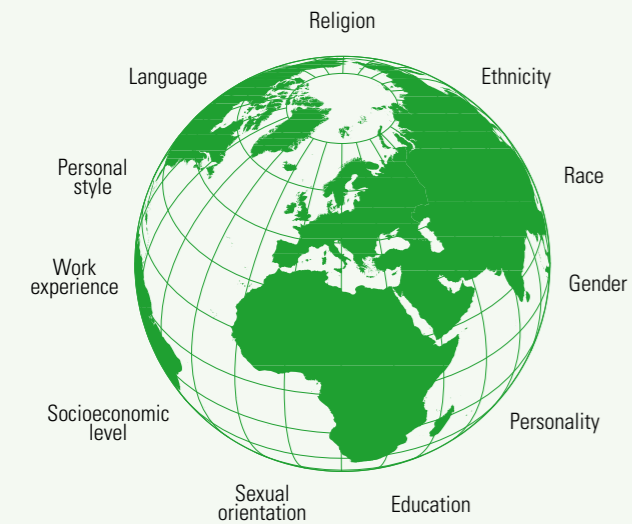 Religion
Ethnicity
Race
Gender
Personality
Education
Sexual
orientation
Socioeconomic
level
Work
experience
Personal
style
Language